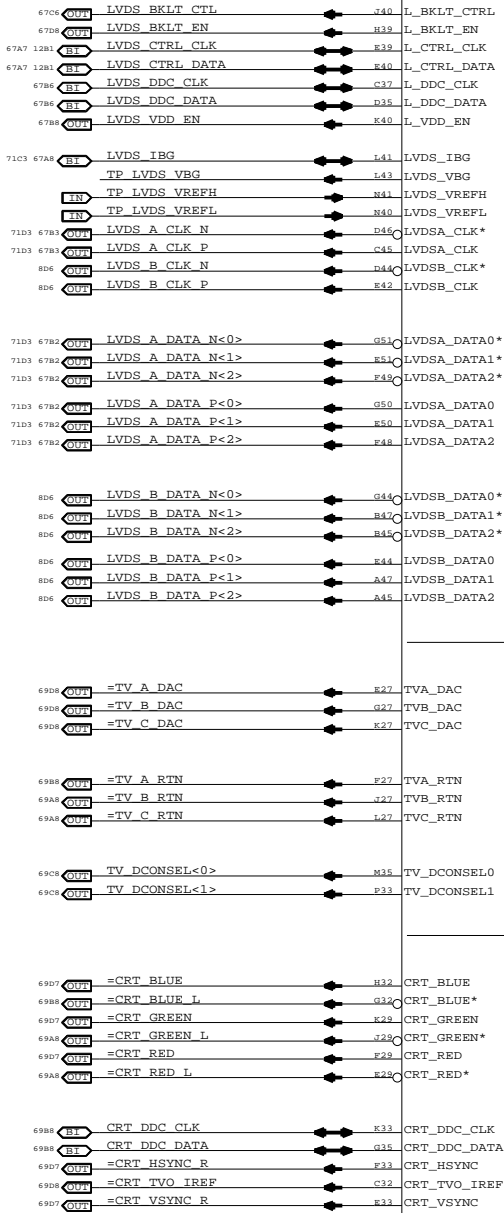 67C6 OUT LVDS_BKLT_CTL J40 L_BKLT_CTRL
67D8 OUT LVDS_BKLT_EN H39 L_BKLT_EN
67A7 12B1 BI LVDS_CTRL_CLK E39 L_CTRL_CLK
67A7 12B1 BI LVDS_CTRL_DATA E40 L_CTRL_DATA
67B6 BI LVDS_DDC_CLK C37 L_DDC_CLK
67B6 BI LVDS_DDC_DATA D35 L_DDC_DATA
67B8 OUT LVDS_VDD_EN K40 L_VDD_EN
71C3 67A8 BI LVDS_IBG L41 LVDS_IBG
TP_LVDS_VBG L43 LVDS_VBG
IN TP_LVDS_VREFH N41 LVDS_VREFH
IN TP_LVDS_VREFL N40 LVDS_VREFL
71D3 67B3 OUT LVDS_A_CLK_N D46 LVDSA_CLK*
71D3 67B3 OUT LVDS_A_CLK_P C45 LVDSA_CLK
8D6 OUT LVDS_B_CLK_N D44 LVDSB_CLK*
8D6 OUT LVDS_B_CLK_P E42 LVDSB_CLK
71D3 67B2 OUT LVDS_A_DATA_N<0> G51 LVDSA_DATA0*
71D3 67B2 OUT LVDS_A_DATA_N<1> E51 LVDSA_DATA1*
71D3 67B2 OUT LVDS_A_DATA_N<2> F49 LVDSA_DATA2*
71D3 67B2 OUT LVDS_A_DATA_P<0> G50 LVDSA_DATA0
71D3 67B2 OUT LVDS_A_DATA_P<1> E50 LVDSA_DATA1
71D3 67B2 OUT LVDS_A_DATA_P<2> F48 LVDSA_DATA2
8D6 OUT LVDS_B_DATA_N<0> G44 LVDSB_DATA0*
8D6 OUT LVDS_B_DATA_N<1> B47 LVDSB_DATA1*
8D6 OUT LVDS_B_DATA_N<2> B45 LVDSB_DATA2*
8D6 OUT LVDS_B_DATA_P<0> E44 LVDSB_DATA0
8D6 OUT LVDS_B_DATA_P<1> A47 LVDSB_DATA1
8D6 OUT LVDS_B_DATA_P<2> A45 LVDSB_DATA2
69D8 OUT =TV_A_DAC E27 TVA_DAC
69D8 OUT =TV_B_DAC G27 TVB_DAC
69D8 OUT =TV_C_DAC K27 TVC_DAC
69B8 OUT =TV_A_RTN F27 TVA_RTN
69A8 OUT =TV_B_RTN J27 TVB_RTN
69A8 OUT =TV_C_RTN L27 TVC_RTN
69C8 OUT TV_DCONSEL<0> M35 TV_DCONSEL0
69C8 OUT TV_DCONSEL<1> P33 TV_DCONSEL1
69D7 OUT =CRT_BLUE H32 CRT_BLUE
69B8 OUT =CRT_BLUE_L G32 CRT_BLUE*
69D7 OUT =CRT_GREEN K29 CRT_GREEN
69A8 OUT =CRT_GREEN_L J29 CRT_GREEN*
69D7 OUT =CRT_RED F29 CRT_RED
69A8 OUT =CRT_RED_L E29 CRT_RED*
69B8 BI CRT_DDC_CLK K33 CRT_DDC_CLK
69B8 BI CRT_DDC_DATA G35 CRT_DDC_DATA
69D7 OUT =CRT_HSYNC_R F33 CRT_HSYNC
69D8 OUT =CRT_TVO_IREF C32 CRT_TVO_IREF
69D7 OUT =CRT_VSYNC_R E33 CRT_VSYNC